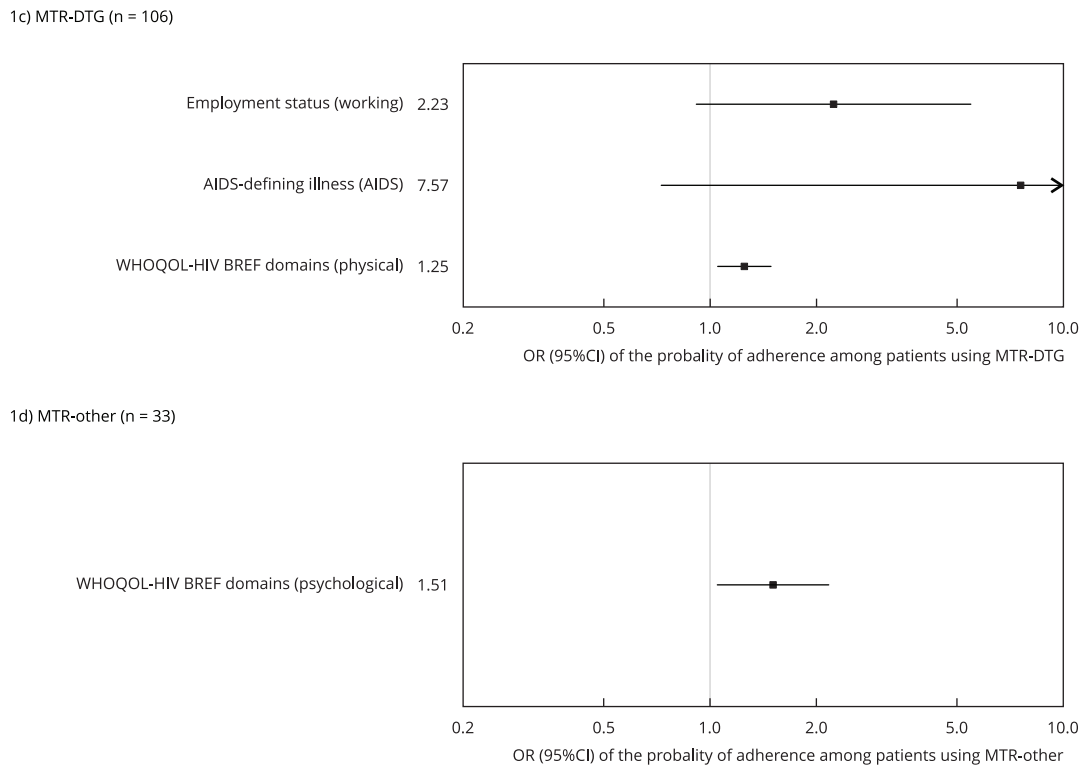 1c) MTR-DTG (n = 106)
Employment status (working) 2.23
AIDS-defining illness (AIDS) 7.57
WHOQOL-HIV BREF domains (physical) 1.25
0.2 0.5 1.0 2.0 5.0 10.0
OR (95%CI) of the probality of adherence among patients using MTR-DTG
1d) MTR-other (n = 33)
WHOQOL-HIV BREF domains (psychological) 1.51
0.2 0.5 1.0 2.0 5.0 10.0
OR (95%CI) of the probality of adherence among patients using MTR-other